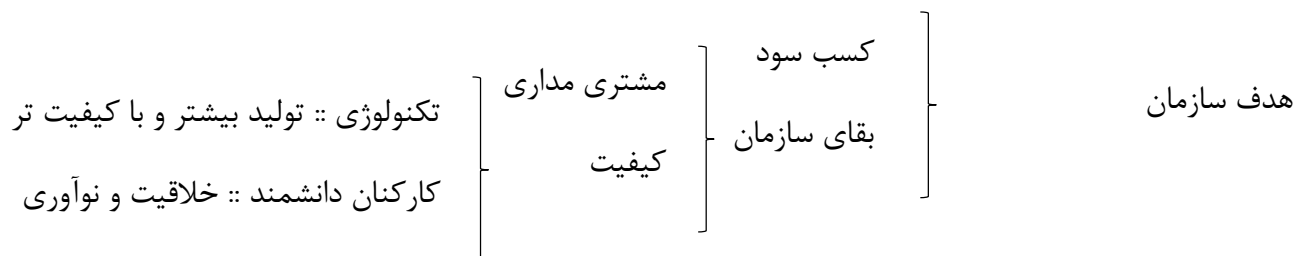 هدف سازمان
کسب سود
بقای سازمان
مشتری مداری
کیفیت
تکنولوژی :: تولید بیشتر و با کیفیت تر
کارکنان دانشمند :: خلاقیت و نوآوری